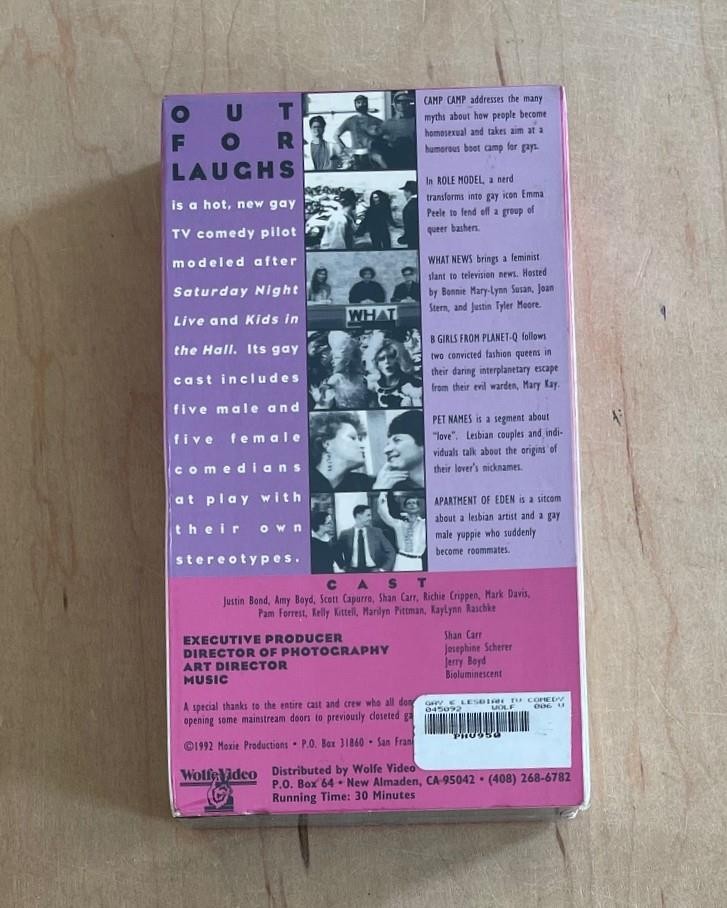 OUT
FOR
LAUGHS
is a hot, new gay
TV comedy pilot
modeled after
Saturday Night
Live and Kids in
the Hall. Its gay
cast includes
five male and
five female
comedians
at play with
their own
stereotypes.
WHAT
CAMP CAMP addresses the many
myths about how people become
homosexual and takes aim at a
humorous boot camp for gays.
In ROLE MODEL, a nerd
transforms into gay icon Emma
Peele to fend off a group of
queer bashers.
WHAT NEWS brings a feminist
slant to television news. Hosted
by Bonnie Mary-Lynn Susan, Joan
Stern, and Justin Tyler Moore.
B GIRLS FROM PLANET-Q follows
two convicted fashion queens in
their daring interplanetary escape
from their evil warden, Mary Kay.
PET NAMES is a segment about
"love". Lesbian couples and indi-
viduals talk about the origins of
their lover's nicknames.
APARTMENT OF EDEN is a sitcom
about a lesbian artist and a gay
male yuppie who suddenly
become roommates.
CAST
Justin Bond, Amy Boyd, Scott Capurro, Shan Carr, Richie Crippen, Mark Davis,
Pam Forrest, Kelly Kittell, Marilyn Pittman, KayLynn Raschke
EXECUTIVE PRODUCER Shan Carr
DIRECTOR OF PHOTOGRAPHY Josephine Scherer
ART DIRECTOR Jerry Boyd
MUSIC Bioluminescent
A special thanks to the entire cast and crew who all don
opening some mainstream doors to previously closeted ga
©1992 Moxie Productions • P.O. Box 31860 • San Fran
GAY & LESBIAN TV COMEDY
045092 WOLF 006 V
PHV950
Wolfe Video
Distributed by Wolfe Video
P.O. Box 64 • New Almaden, CA 95042 • (408) 268-6782
Running Time: 30 Minutes